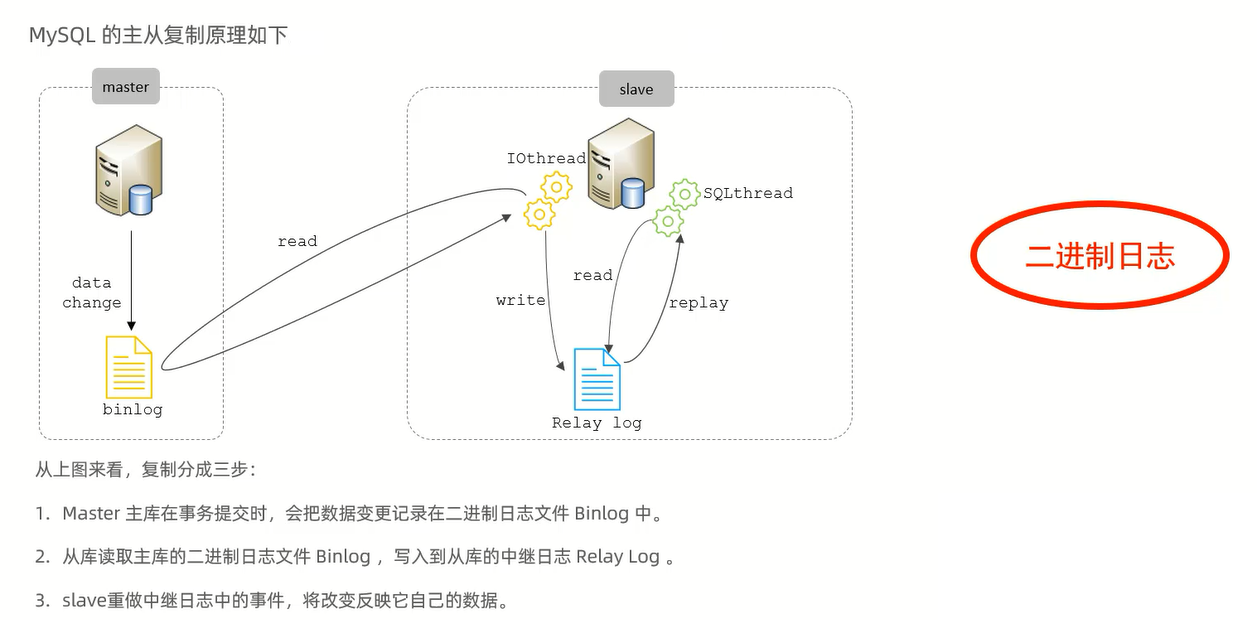 MySQL 的主从复制原理如下
master
slave
IOthread
SQLthread
read
二进制日志
data
change
read
write
replay
binlog
Relay log
从上图来看，复制分成三步：
1. Master 主库在事务提交时，会把数据变更记录在二进制日志文件 Binlog 中。
2. 从库读取主库的二进制日志文件 Binlog ，写入到从库的中继日志 Relay Log 。
3. slave重做中继日志中的事件，将改变反映它自己的数据。